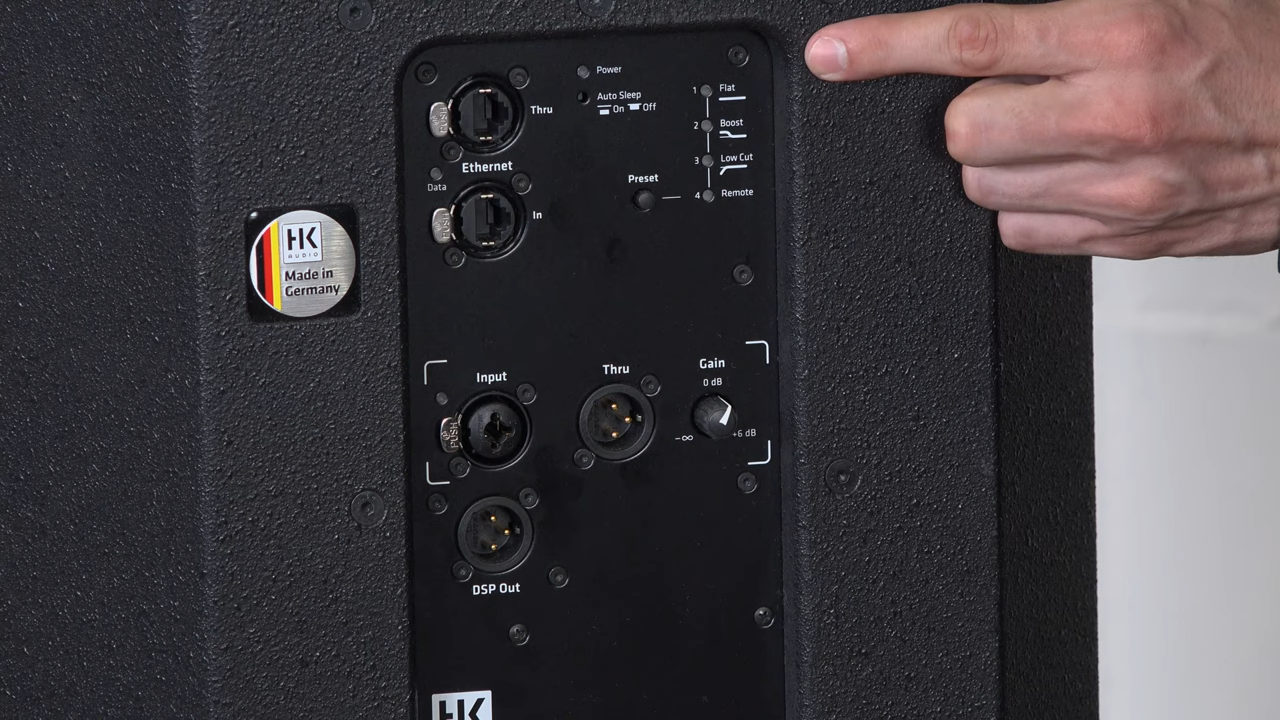 Power
Auto Sleep
On Off
Thru
PUSH
Ethernet
Data
In
PUSH
1 Flat
2 Boost
3 Low Cut
4 Remote
Preset
HK
AUDIO
Made in
Germany
Input
Thru
Gain
0 dB
-∞ +6 dB
PUSH
DSP Out
HK